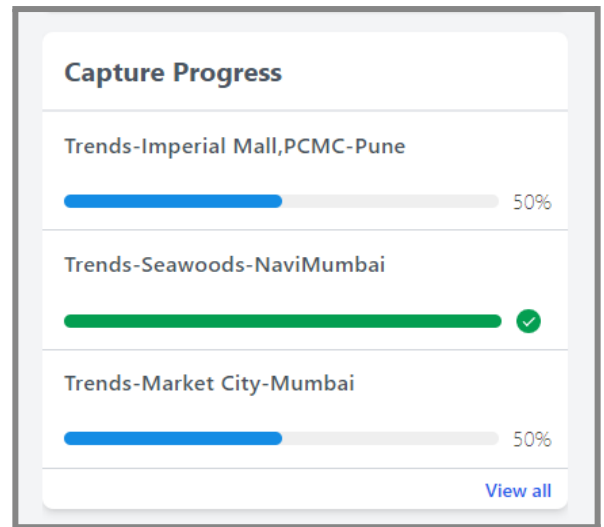 Capture Progress
Trends-Imperial Mall,PCMC-Pune
50%
Trends-Seawoods-NaviMumbai
Trends-Market City-Mumbai
50%
View all